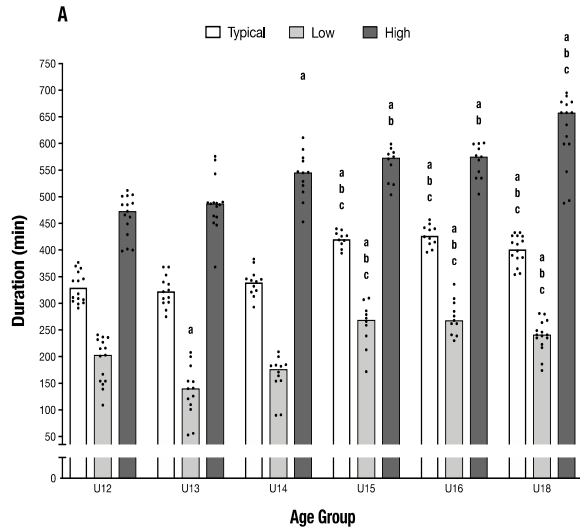 A
Typical Low High
Duration (min)
750
700
650
600
550
500
450
400
350
300
250
200
150
100
50
0
a
a
a
b
c
a
b
c
a
b
a
b
c
a
b
c
a
b
a
b
c
a
b
c
a
b
c
U12 U13 U14 U15 U16 U18
Age Group